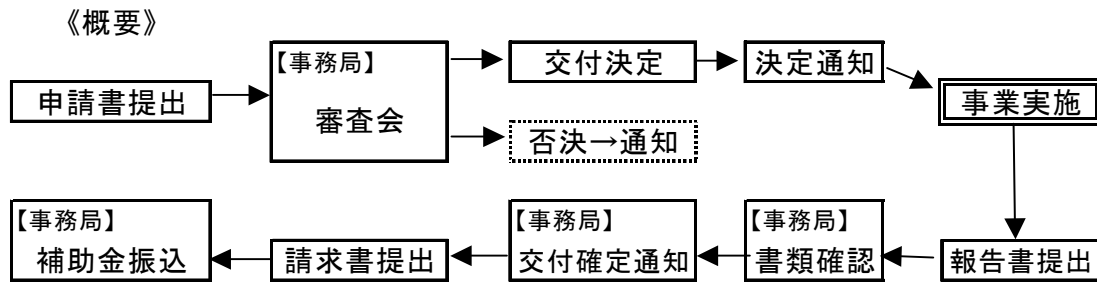 《概要》
申請書提出
【事務局】
審査会
交付決定
決定通知
否決→通知
事業実施
報告書提出
【事務局】
書類確認
【事務局】
交付確定通知
請求書提出
【事務局】
補助金振込